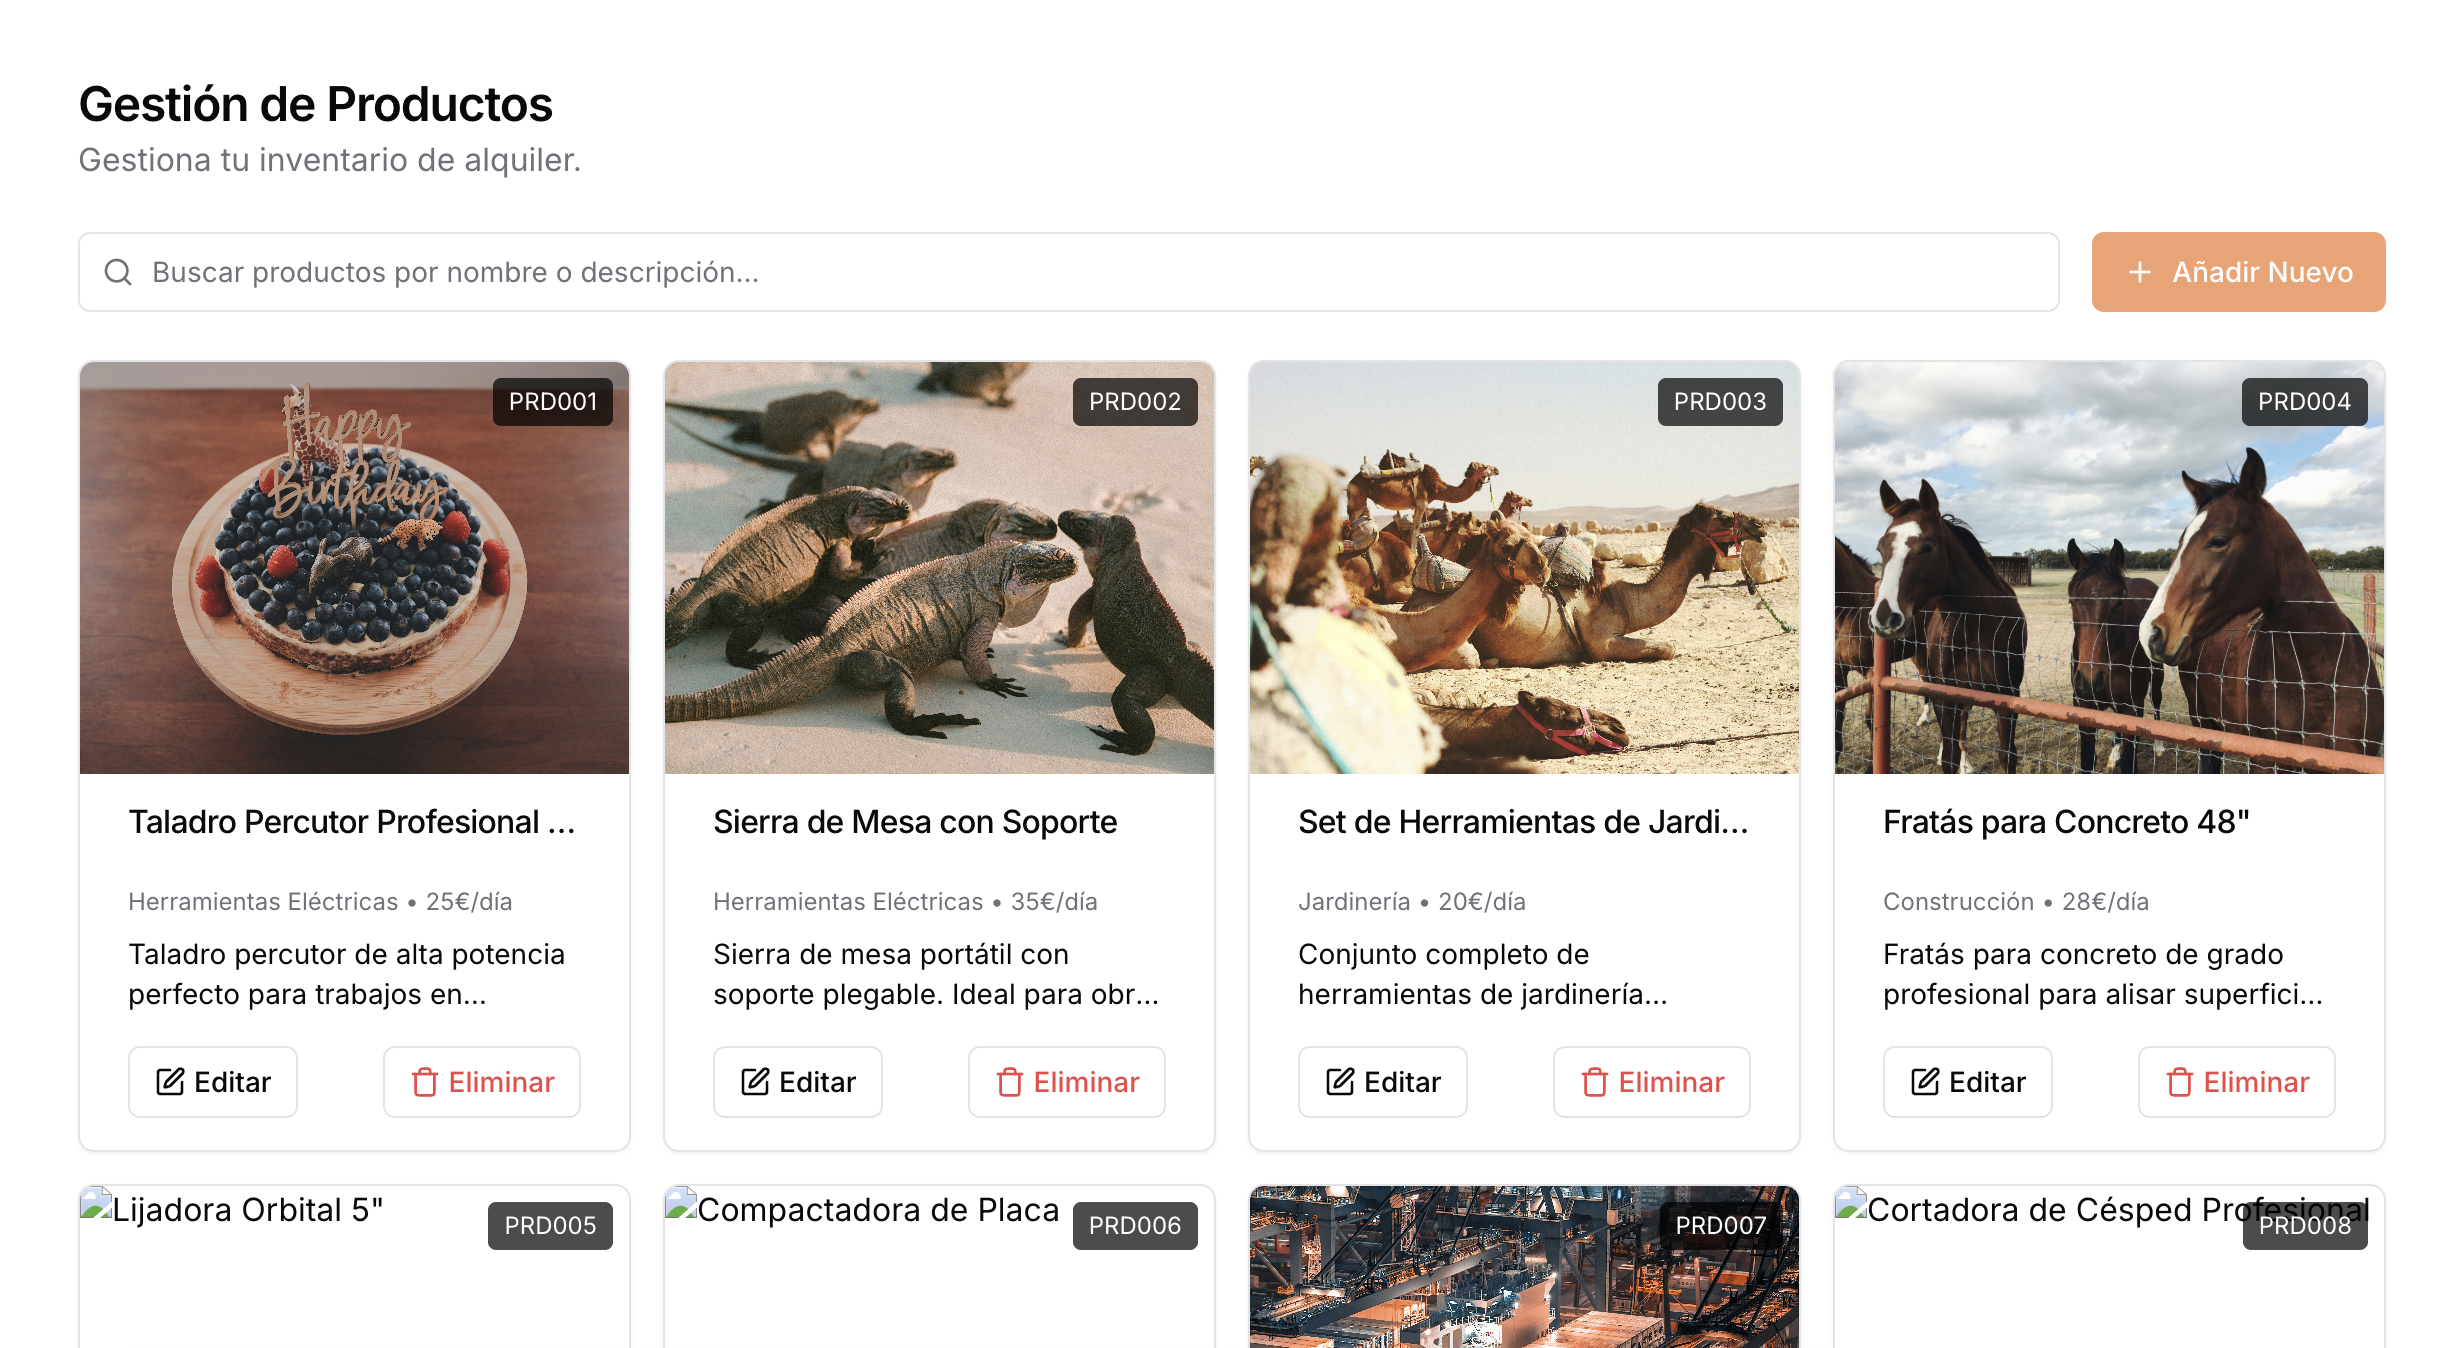 Gestión de Productos
Gestiona tu inventario de alquiler.
Buscar productos por nombre o descripción...
Añadir Nuevo
PRD001
Happy
Birthday
Taladro Percutor Profesional ...
Herramientas Eléctricas • 25€/día
Taladro percutor de alta potencia
perfecto para trabajos en...
Editar
Eliminar
PRD002
Sierra de Mesa con Soporte
Herramientas Eléctricas • 35€/día
Sierra de mesa portátil con
soporte plegable. Ideal para obr...
Editar
Eliminar
PRD003
Set de Herramientas de Jardi...
Jardinería • 20€/día
Conjunto completo de
herramientas de jardinería...
Editar
Eliminar
PRD004
Fratás para Concreto 48"
Construcción • 28€/día
Fratás para concreto de grado
profesional para alisar superfici...
Editar
Eliminar
Lijadora Orbital 5"
PRD005
Compactadora de Placa
PRD006
PRD007
Cortadora de Césped Profesional
PRD008